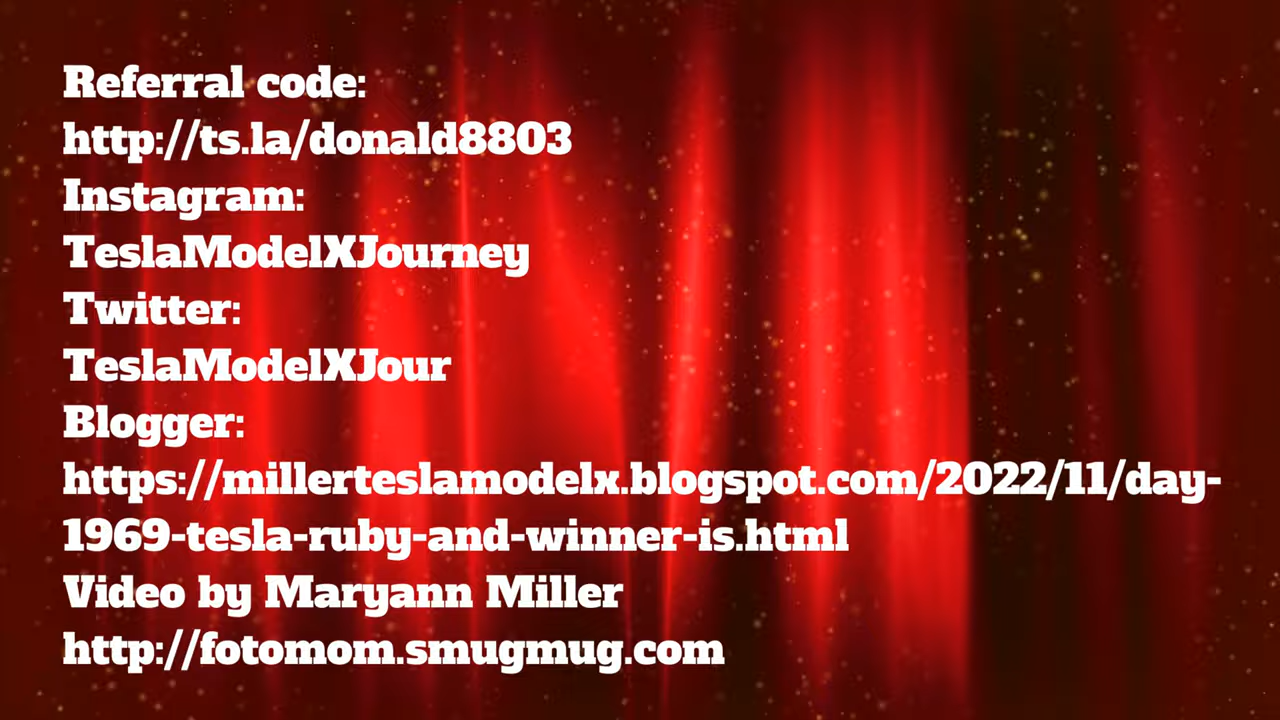 Referral code:
http://ts.la/donald8803
Instagram:
TeslaModelXJourney
Twitter:
TeslaModelXJour
Blogger:
https://millerteslamodelx.blogspot.com/2022/11/day-
1969-tesla-ruby-and-winner-is.html
Video by Maryann Miller
http://fotomom.smugmug.com